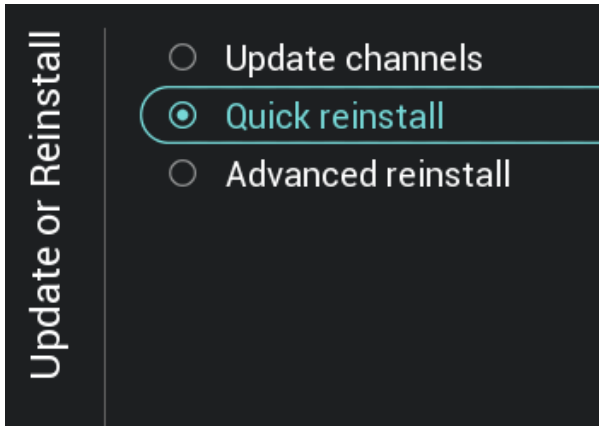 Update or Reinstall
Update channels
Quick reinstall
Advanced reinstall